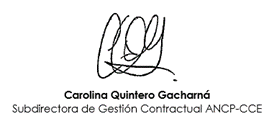 Carolina Quintero Gacharná
Subdirectora de Gestión Contractual ANCP-CCE